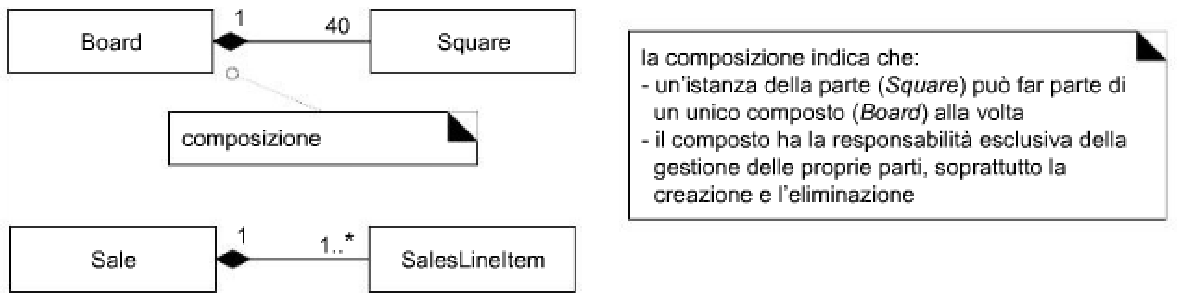 Board
1
40
Square
composizione
Sale
1
1..*
SalesLineItem
la composizione indica che:
- un'istanza della parte (Square) può far parte di
un unico composto (Board) alla volta
- il composto ha la responsabilità esclusiva della
gestione delle proprie parti, soprattutto la
creazione e l'eliminazione